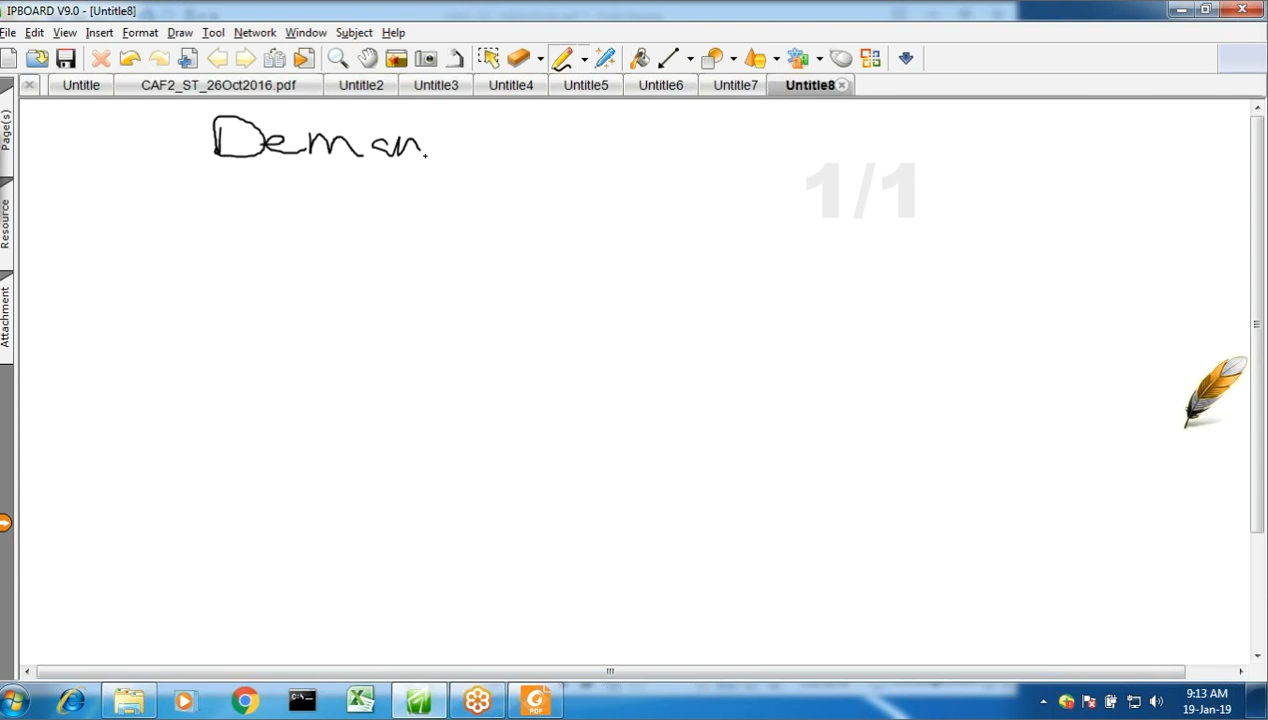 IPBOARD V9.0 - [Untitle8]
File Edit View Insert Format Draw Tool Network Window Subject Help
Untitle CAF2_ST_26Oct2016.pdf Untitle2 Untitle3 Untitle4 Untitle5 Untitle6 Untitle7 Untitle8
Page(s)
Resource
Attachment
Deman
1/1
PDF
9:13 AM
19-Jan-19